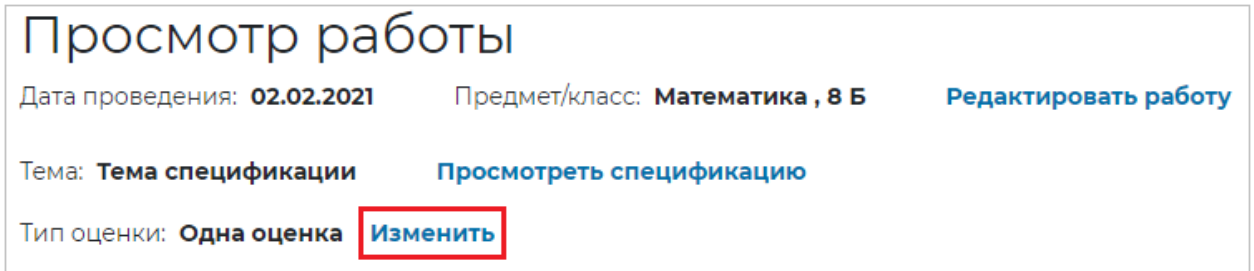 Просмотр работы
Дата проведения: 02.02.2021 Предмет/класс: Математика , 8 Б Редактировать работу
Тема: Тема спецификации Просмотреть спецификацию
Тип оценки: Одна оценка Изменить